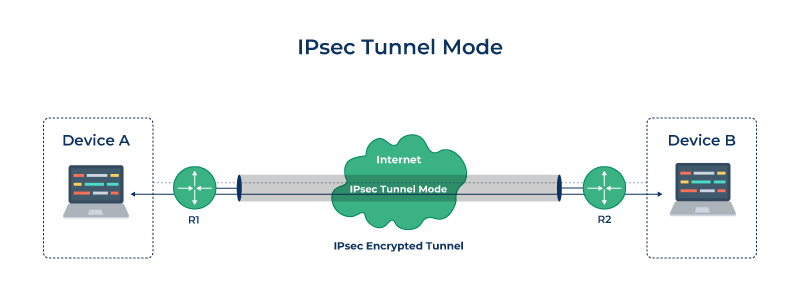 IPsec Tunnel Mode
Device A
Device B
Internet
IPsec Tunnel Mode
R1
R2
IPsec Encrypted Tunnel